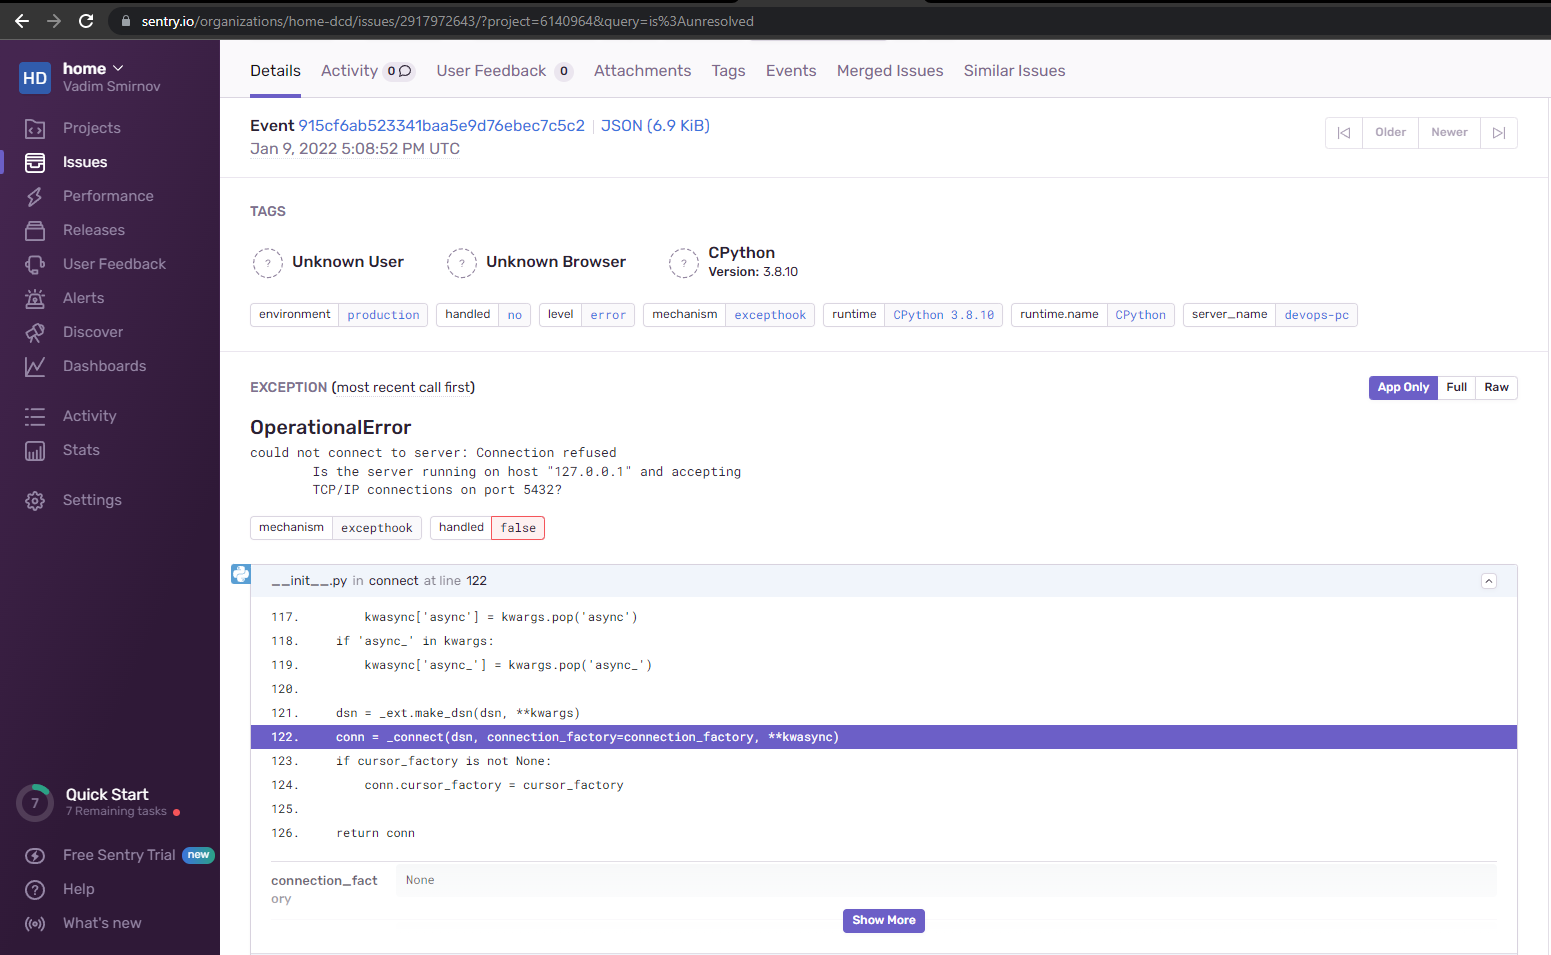 sentry.io/organizations/home-dcd/issues/2917972643/?project=6140964&query=is%3Aunresolved
HD
home
Vadim Smirnov
Projects
Issues
Performance
Releases
User Feedback
Alerts
Discover
Dashboards
Activity
Stats
Settings
7
Quick Start
7 Remaining tasks
Free Sentry Trial new
Help
What's new
Details Activity 0 User Feedback 0 Attachments Tags Events Merged Issues Similar Issues
Event 915cf6ab523341baa5e9d76ebec7c5c2 | JSON (6.9 KiB)
Jan 9, 2022 5:08:52 PM UTC
Older Newer
TAGS
? Unknown User ? Unknown Browser ? CPython
Version: 3.8.10
environment production handled no level error mechanism excepthook runtime CPython 3.8.10 runtime.name CPython server_name devops-pc
EXCEPTION (most recent call first)
App Only Full Raw
OperationalError
could not connect to server: Connection refused
Is the server running on host "127.0.0.1" and accepting
TCP/IP connections on port 5432?
mechanism excepthook handled false
__init__.py in connect at line 122
117. kwasync['async'] = kwargs.pop('async')
118. if 'async_' in kwargs:
119. kwasync['async_'] = kwargs.pop('async_')
120.
121. dsn = _ext.make_dsn(dsn, **kwargs)
122. conn = _connect(dsn, connection_factory=connection_factory, **kwasync)
123. if cursor_factory is not None:
124. conn.cursor_factory = cursor_factory
125.
126. return conn
connection_fact None
ory
Show More